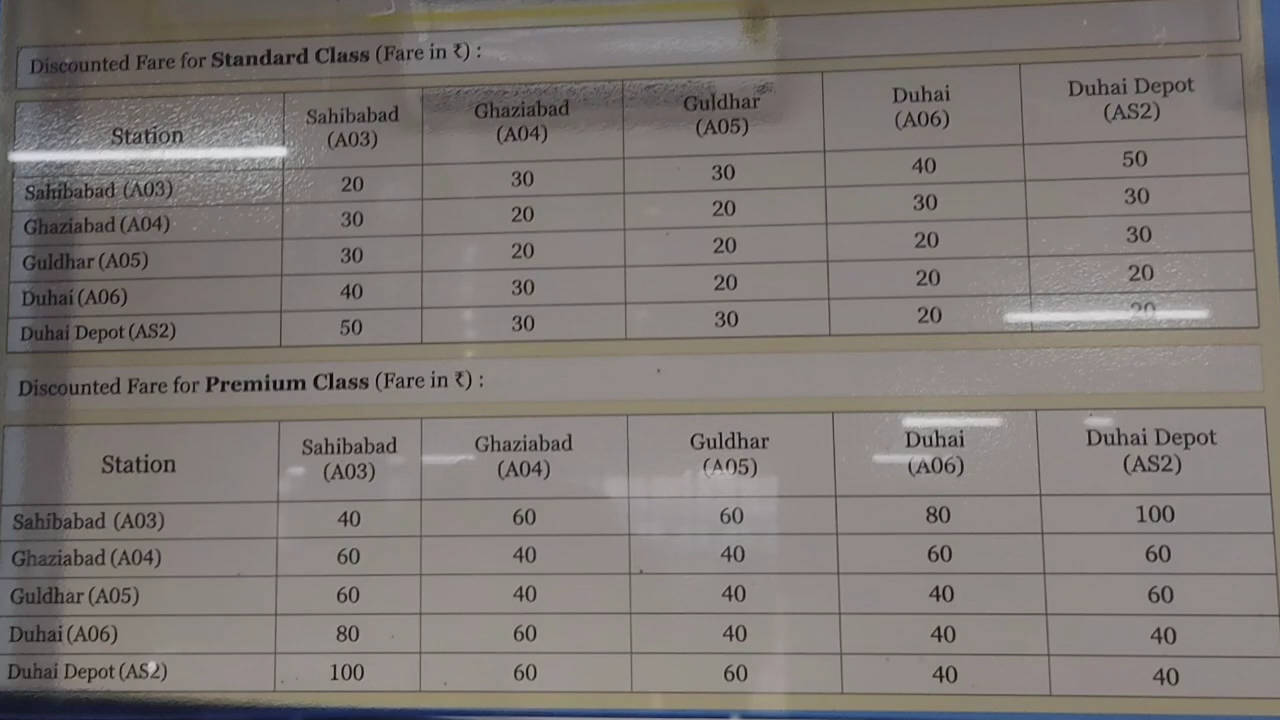 Discounted Fare for Standard Class (Fare in ₹) :
Station Sahibabad (A03) Ghaziabad (A04) Guldhar (A05) Duhai (A06) Duhai Depot (AS2)
Sahibabad (A03) 20 30 30 40 50
Ghaziabad (A04) 30 20 20 30 30
Guldhar (A05) 30 20 20 20 30
Duhai (A06) 40 30 20 20 20
Duhai Depot (AS2) 50 30 30 20 20
Discounted Fare for Premium Class (Fare in ₹) :
Station Sahibabad (A03) Ghaziabad (A04) Guldhar (A05) Duhai (A06) Duhai Depot (AS2)
Sahibabad (A03) 40 60 60 80 100
Ghaziabad (A04) 60 40 40 60 60
Guldhar (A05) 60 40 40 40 60
Duhai (A06) 80 60 40 40 40
Duhai Depot (AS2) 100 60 60 40 40